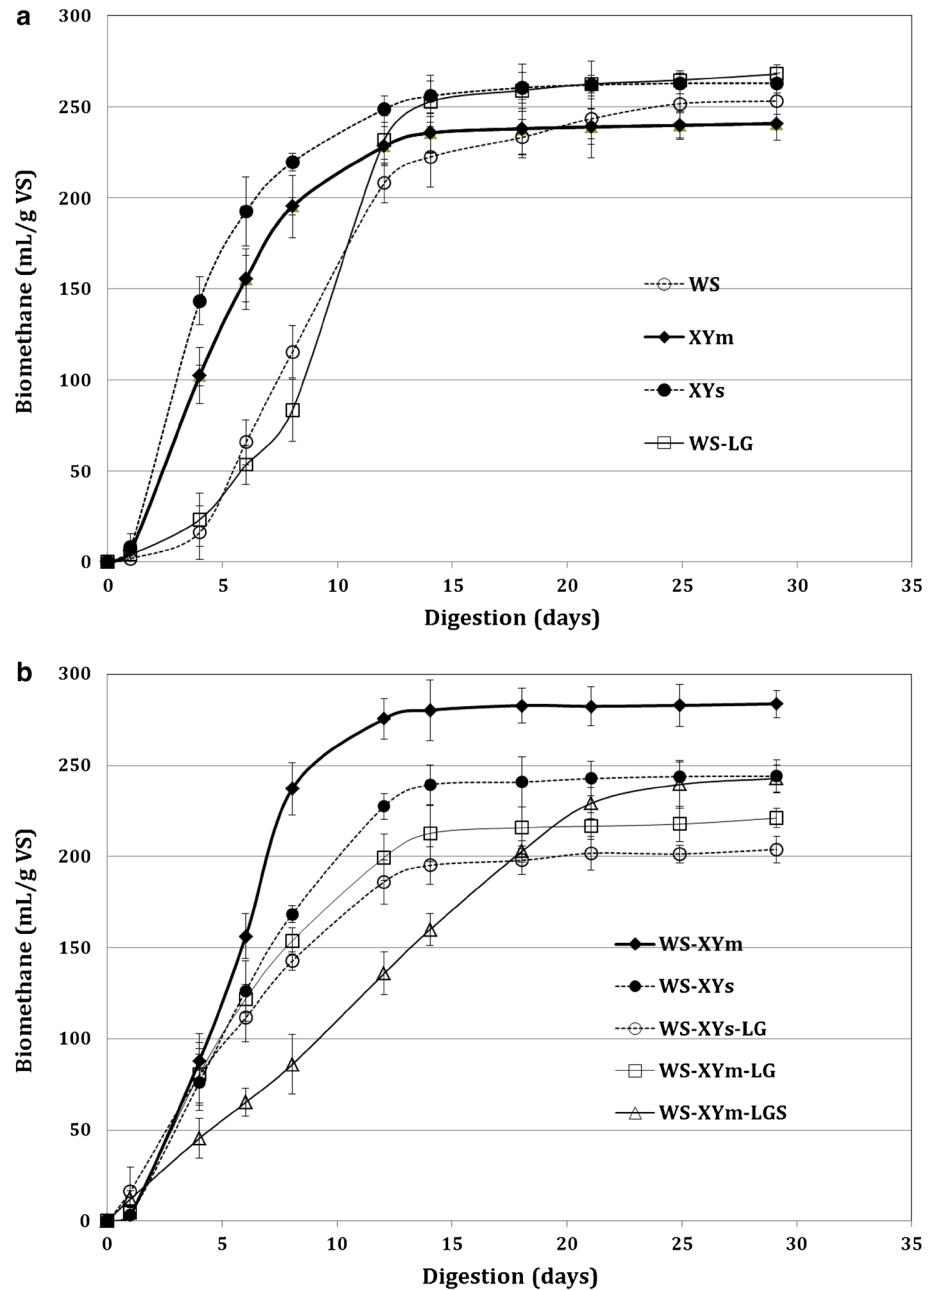 a
300
250
200
150
100
50
0
Biomethane (mL/g VS)
WS
XYm
XYs
WS-LG
0 5 10 15 20 25 30 35
Digestion (days)
b
300
250
200
150
100
50
0
Biomethane (mL/g VS)
WS-XYm
WS-XYs
WS-XYs-LG
WS-XYm-LG
WS-XYm-LGS
0 5 10 15 20 25 30 35
Digestion (days)